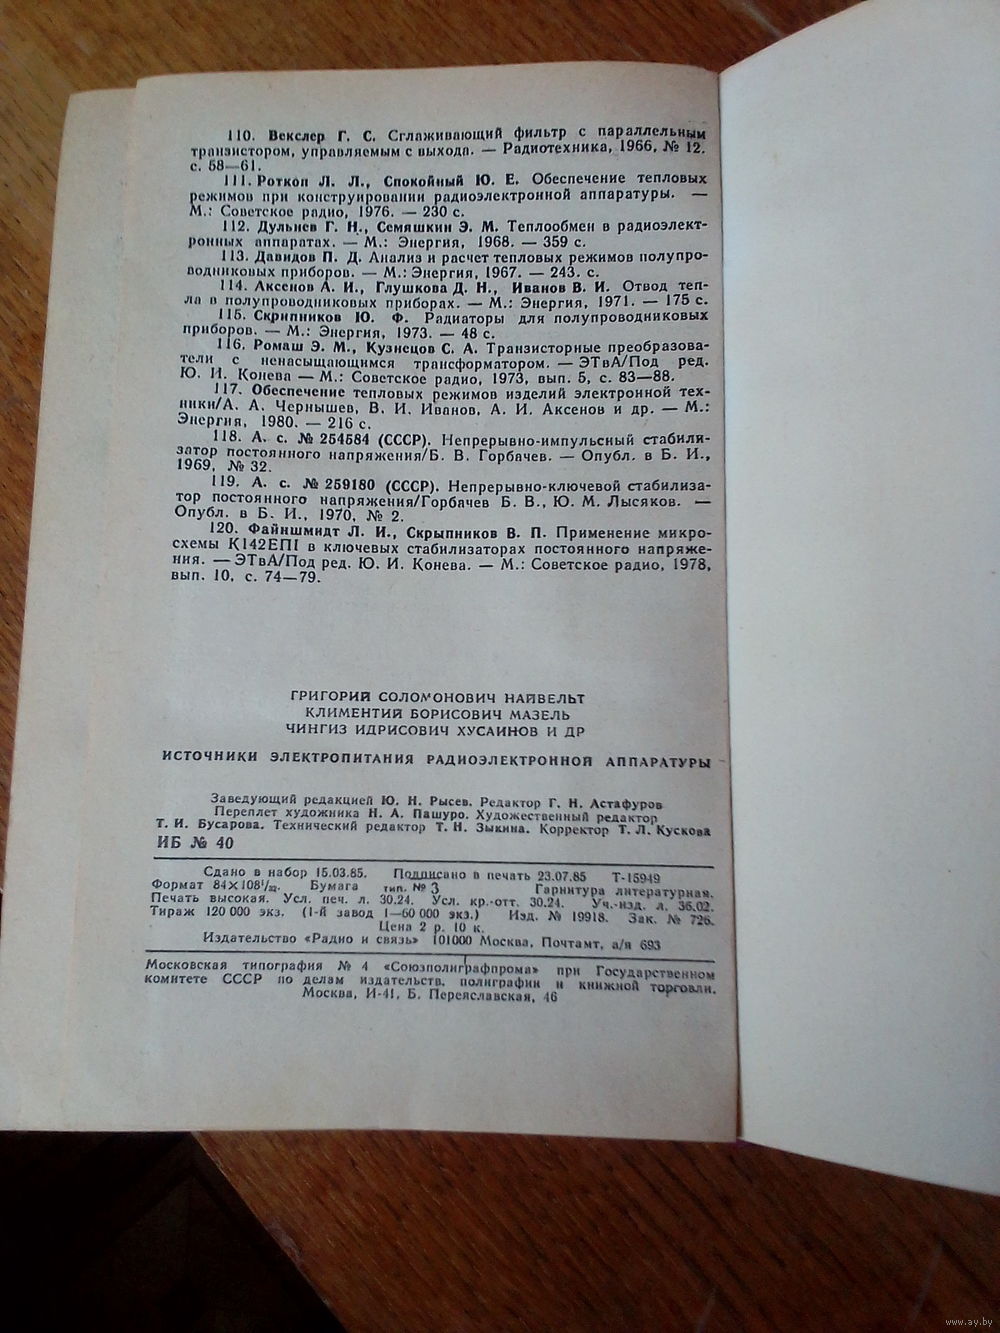 110. Векслер Г. С. Сглаживающий фильтр с параллельным
транзистором, управляемым с выхода. — Радиотехника, 1966, № 12.
с. 58—61.
111. Роткоп Л. Л., Спокойный Ю. Е. Обеспечение тепловых
режимов при конструировании радиоэлектронной аппаратуры. —
М.: Советское радио, 1976. — 230 с.
112. Дульнев Г. Н., Семяшкин Э. М. Теплообмен в радиоэлект-
ронных аппаратах. — М.: Энергия, 1968. — 359 с.
113. Давидов П. Д. Анализ и расчет тепловых режимов полупро-
водниковых приборов. — М.: Энергия, 1967. — 243. с.
114. Аксенов А. И., Глушкова Д. Н., Иванов В. И. Отвод теп-
ла в полупроводниковых приборах. — М.: Энергия, 1971. — 175 с.
115. Скрипников Ю. Ф. Радиаторы для полупроводниковых
приборов. — М.: Энергия, 1973. — 48 с.
116. Ромаш Э. М., Кузнецов С. А. Транзисторные преобразова-
тели с ненасыщающимся трансформатором. — ЭТвА/Под ред.
Ю. И. Конева — М.: Советское радио, 1973, вып. 5, с. 83—88.
117. Обеспечение тепловых режимов изделий электронной тех-
ники/А. А. Чернышев, В. И. Иванов, А. И. Аксенов и др. — М.:
Энергия, 1980. — 216 с.
118. А. с. № 254584 (СССР). Непрерывно-импульсный стабили-
затор постоянного напряжения/Б. В. Горбачев. — Опубл. в Б. И.,
1969, № 32.
119. А. с. № 259180 (СССР). Непрерывно-ключевой стабилиза-
тор постоянного напряжения/Горбачев Б. В., Ю. М. Лысяков. —
Опубл. в Б. И., 1970, № 2.
120. Файншмидт Л. И., Скрыпников В. П. Применение микро-
схемы К142ЕП1 в ключевых стабилизаторах постоянного напряже-
ния. — ЭТвА/Под ред. Ю. И. Конева. — М.: Советское радио, 1978,
вып. 10, с. 74—79.
ГРИГОРИЙ СОЛОМОНОВИЧ НАЙВЕЛЬТ
КЛИМЕНТИЙ БОРИСОВИЧ МАЗЕЛЬ
ЧИНГИЗ ИДРИСОВИЧ ХУСАИНОВ И ДР
ИСТОЧНИКИ ЭЛЕКТРОПИТАНИЯ РАДИОЭЛЕКТРОННОЙ АППАРАТУРЫ
Заведующий редакцией Ю. Н. Рысев. Редактор Г. Н. Астафуров
Переплет художника Н. А. Пашуро. Художественный редактор
Т. И. Бусарова. Технический редактор Т. Н. Зыкина. Корректор Т. Л. Кускова
ИБ № 40
Сдано в набор 15.03.85. Подписано в печать 23.07.85 Т-15949
Формат 84×108¹/₃₂. Бумага тип. № 3 Гарнитура литературная.
Печать высокая. Усл. печ. л. 30.24. Усл. кр.-отт. 30.24. Уч.-изд. л. 36.02.
Тираж 120 000 экз. (1-й завод 1—60 000 экз.) Изд. № 19918. Зак. № 726.
Цена 2 р. 10 к.
Издательство «Радио и связь» 101000 Москва, Почтамт, а/я 693
Московская типография № 4 «Союзполиграфпрома» при Государственном
комитете СССР по делам издательств, полиграфии и книжной торговли.
Москва, И-41, Б. Переяславская, 46
www.ay.by